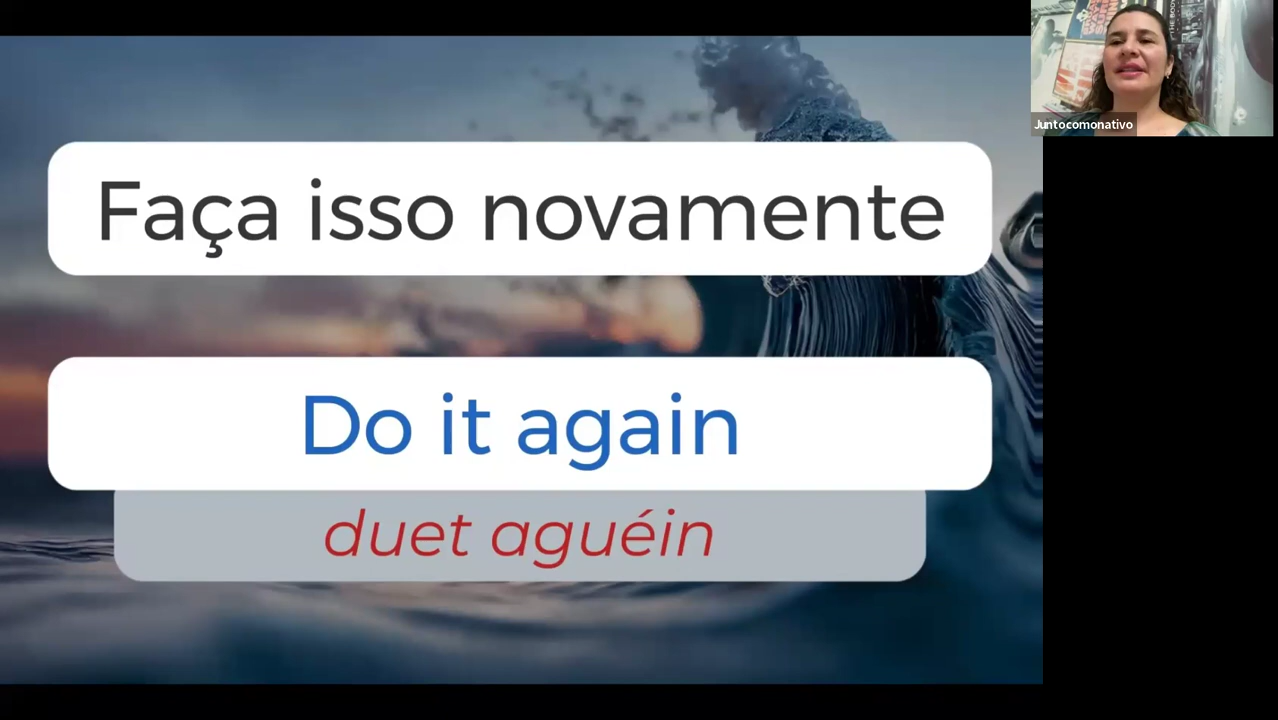 Faça isso novamente
Do it again
duet aguéin
Juntocomonativo